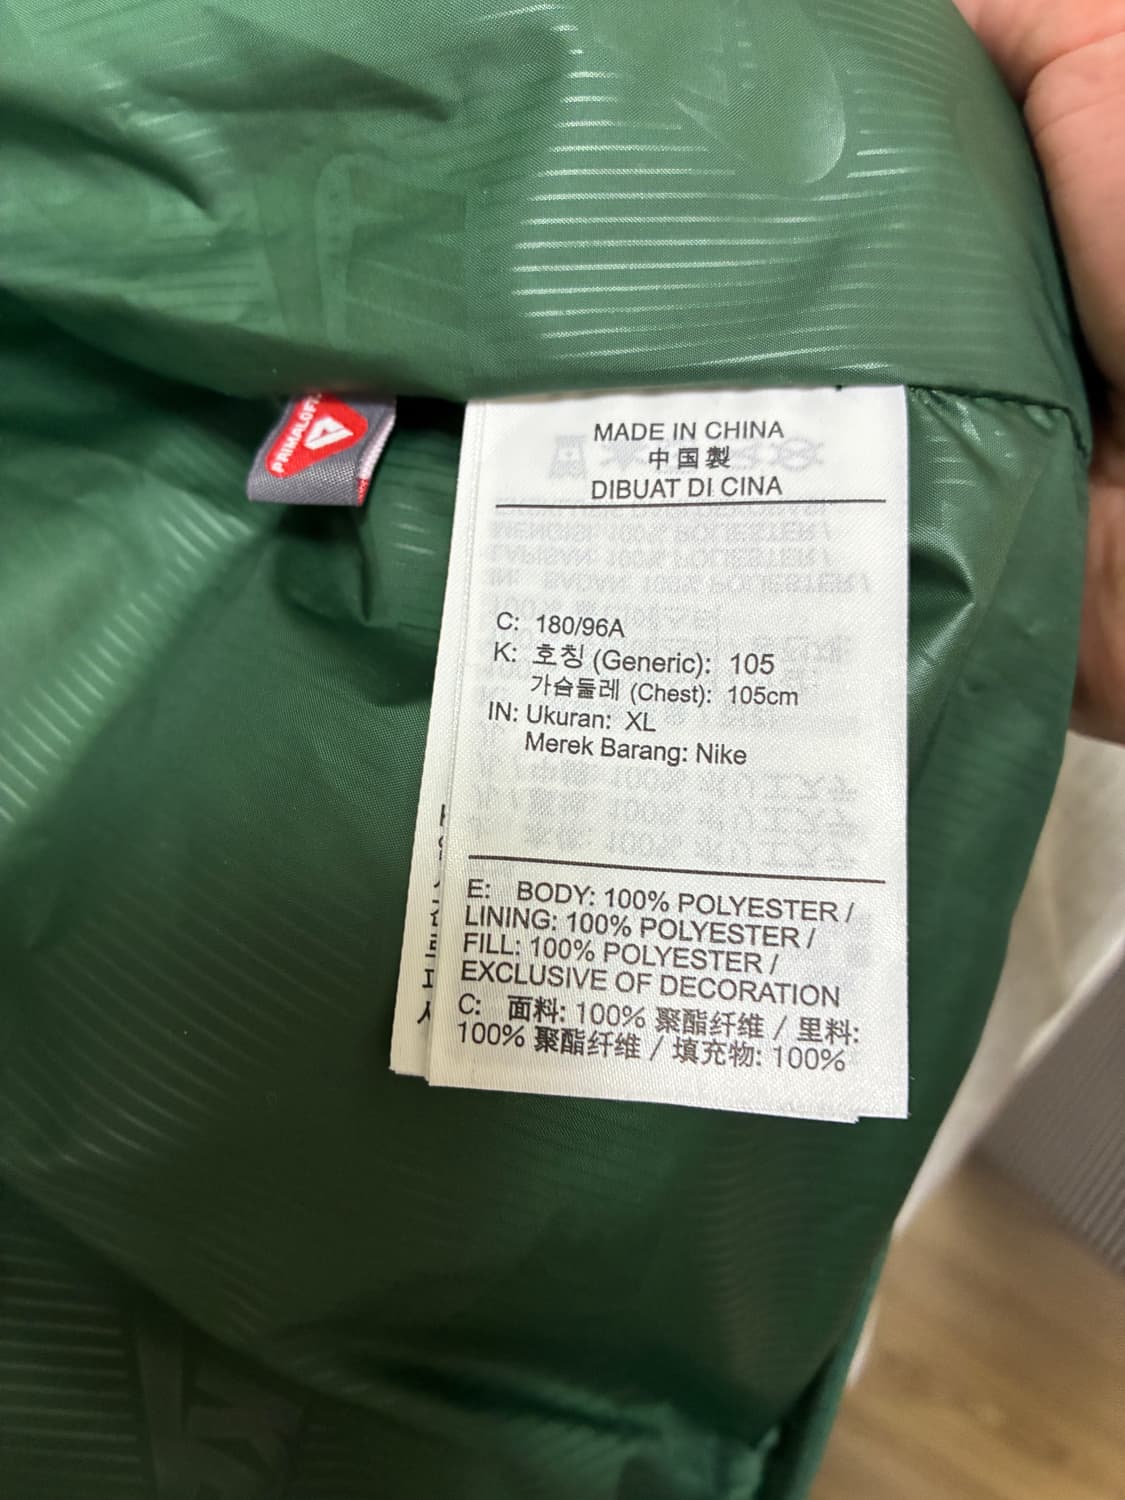 PRIMALOFT
MADE IN CHINA
中国製
DIBUAT DI CINA
C: 180/96A
K: 호칭 (Generic): 105
가슴둘레 (Chest): 105cm
IN: Ukuran: XL
Merek Barang: Nike
E: BODY: 100% POLYESTER /
LINING: 100% POLYESTER /
FILL: 100% POLYESTER /
EXCLUSIVE OF DECORATION
C: 面料: 100% 聚酯纤维 / 里料:
100% 聚酯纤维 / 填充物: 100%